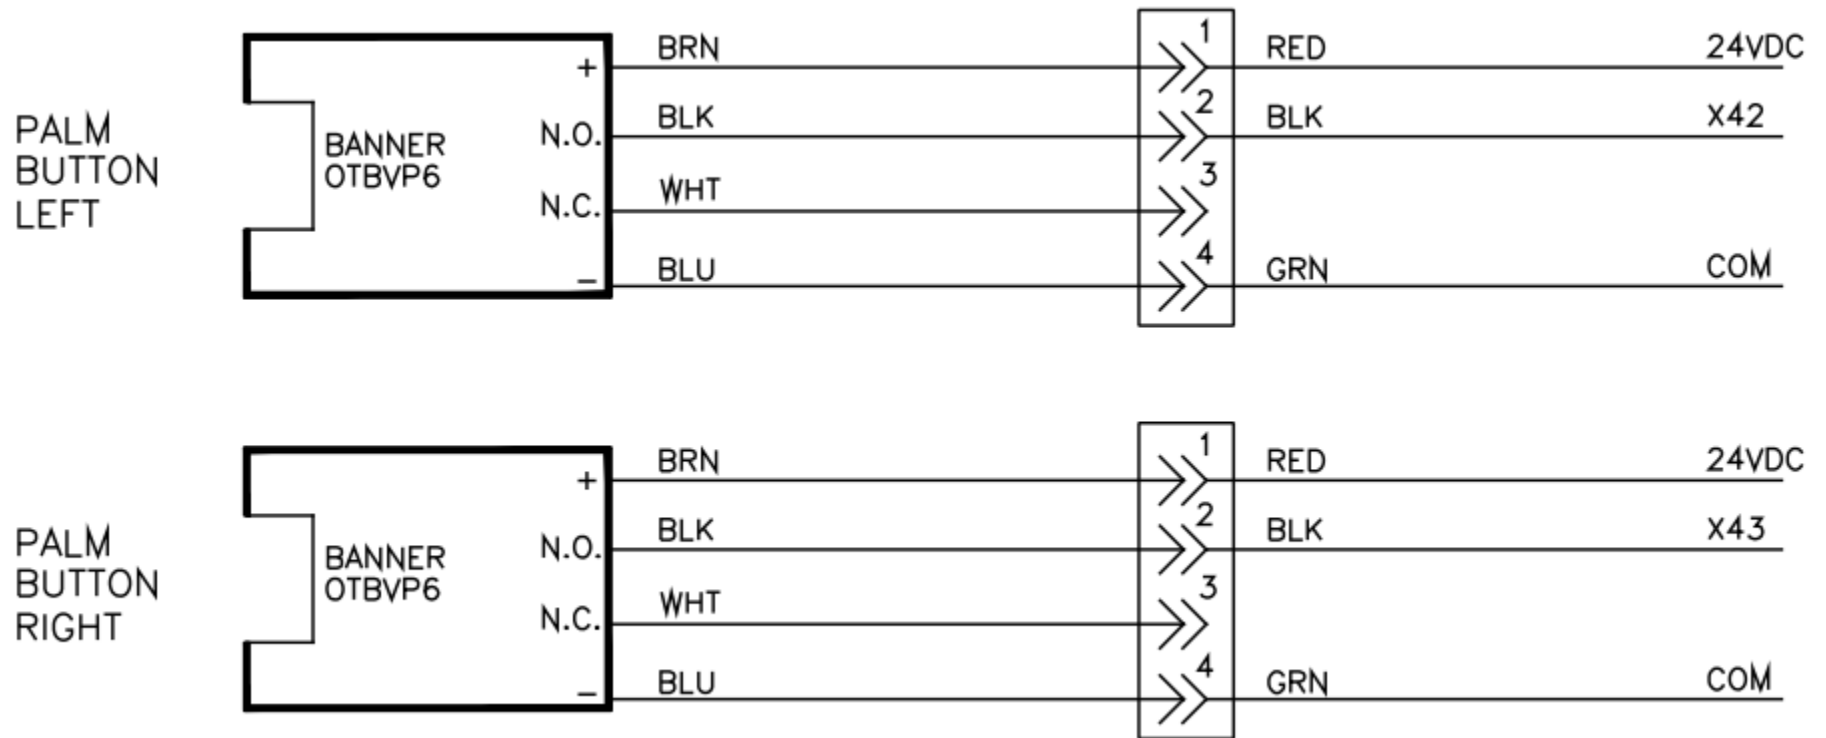 PALM
BUTTON
LEFT
BANNER
OTBVP6
+
N.O.
N.C.
–
BRN
BLK
WHT
BLU
1
2
3
4
RED
BLK
GRN
24VDC
X42
COM
PALM
BUTTON
RIGHT
BANNER
OTBVP6
+
N.O.
N.C.
–
BRN
BLK
WHT
BLU
1
2
3
4
RED
BLK
GRN
24VDC
X43
COM